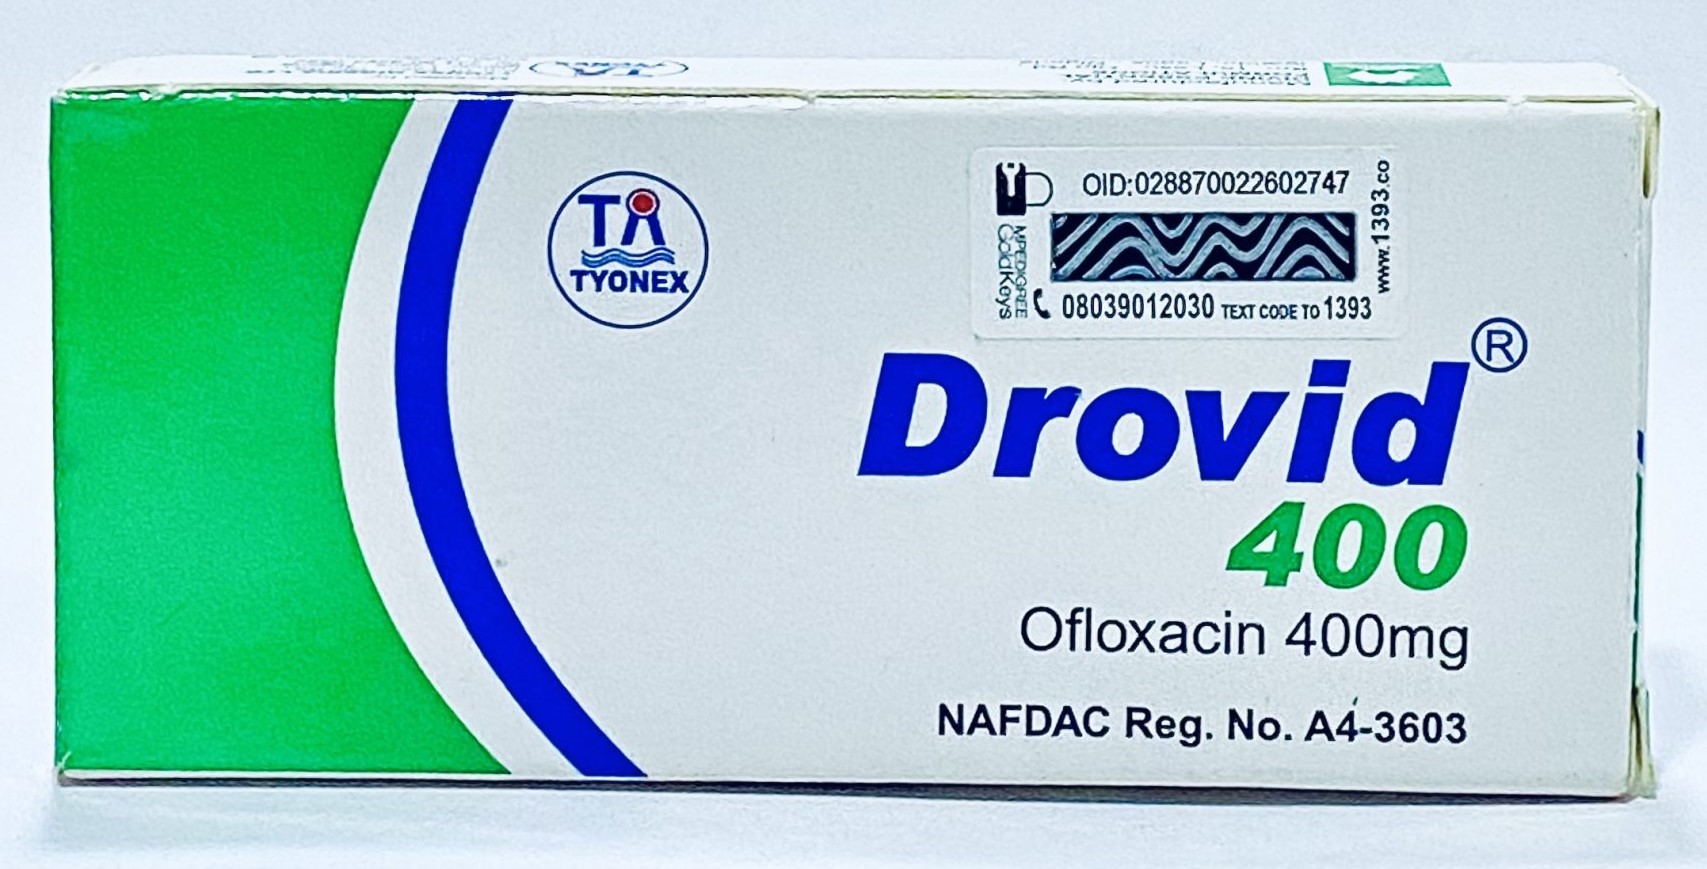 TYONEX
OID:028870022602747
MPEDIGREE
GoldKeys
www.1393.co
08039012030 TEXT CODE TO 1393
Drovid®
400
Ofloxacin 400mg
NAFDAC Reg. No. A4-3603